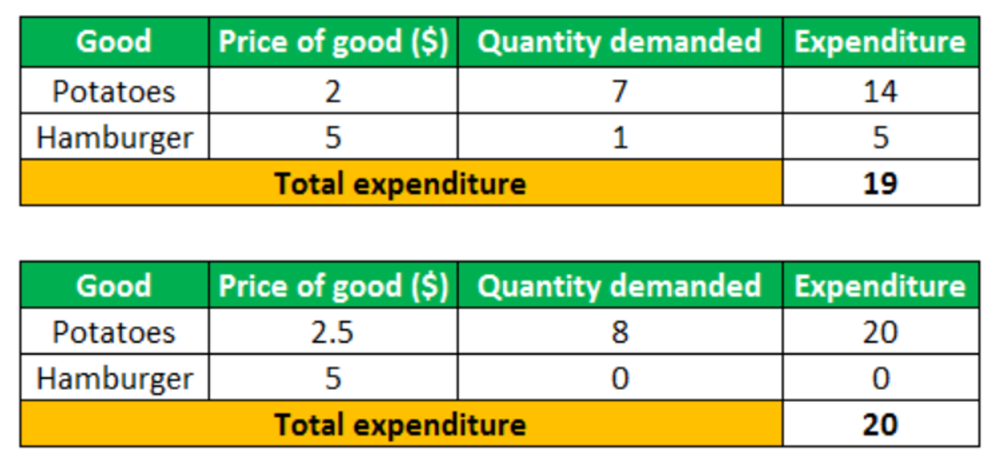 Good Price of good ($) Quantity demanded Expenditure
Potatoes 2 7 14
Hamburger 5 1 5
Total expenditure 19
Good Price of good ($) Quantity demanded Expenditure
Potatoes 2.5 8 20
Hamburger 5 0 0
Total expenditure 20